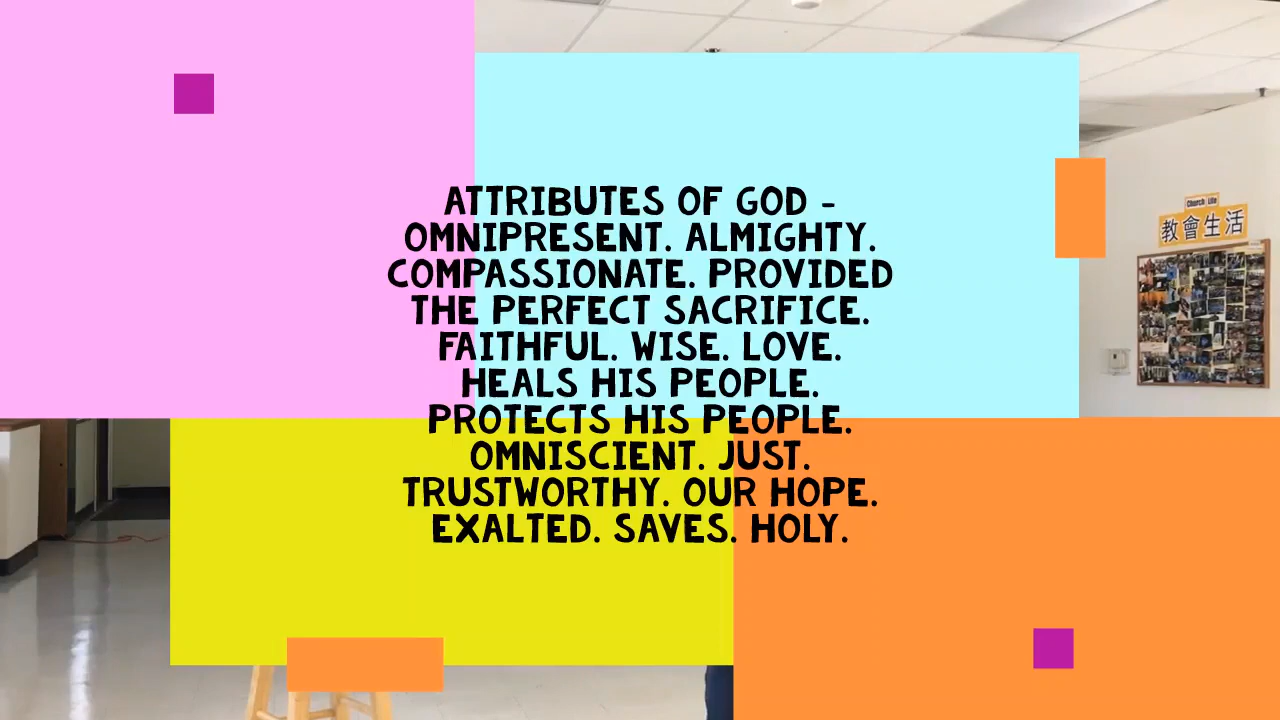 ATTRIBUTES OF GOD -
OMNIPRESENT. ALMIGHTY.
COMPASSIONATE. PROVIDED
THE PERFECT SACRIFICE.
FAITHFUL. WISE. LOVE.
HEALS HIS PEOPLE.
PROTECTS HIS PEOPLE.
OMNISCIENT. JUST.
TRUSTWORTHY. OUR HOPE.
EXALTED. SAVES. HOLY.
Church Life
教會生活